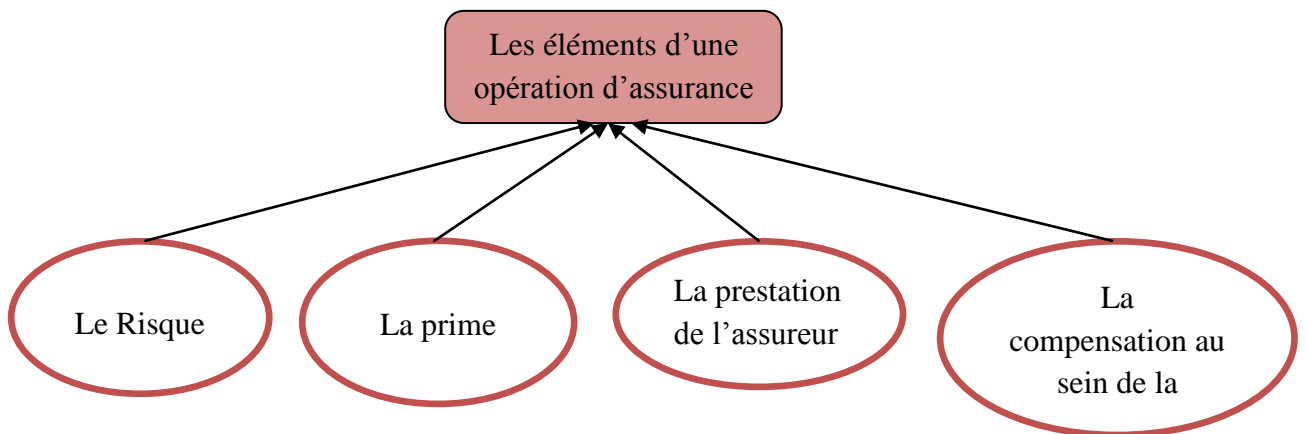 Les éléments d’une
opération d’assurance
Le Risque
La prime
La prestation
de l’assureur
La
compensation au
sein de la